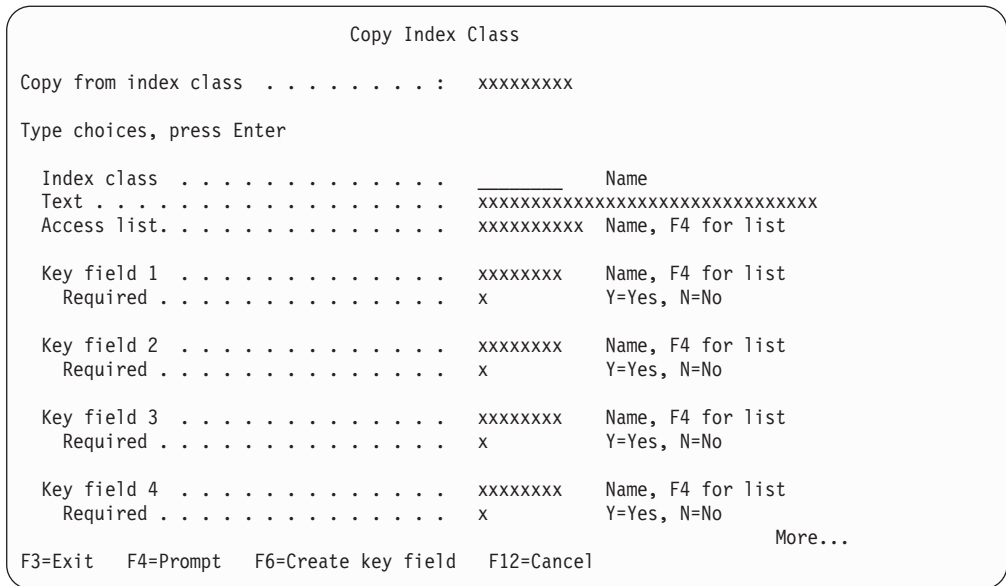 Copy Index Class
Copy from index class . . . . . . . . : xxxxxxxxx
Type choices, press Enter
Index class . . . . . . . . . . . . . ________ Name
Text . . . . . . . . . . . . . . . . . xxxxxxxxxxxxxxxxxxxxxxxxxxxxxxxx
Access list. . . . . . . . . . . . . . xxxxxxxxxx Name, F4 for list
Key field 1 . . . . . . . . . . . . . xxxxxxxx Name, F4 for list
Required . . . . . . . . . . . . . . x Y=Yes, N=No
Key field 2 . . . . . . . . . . . . . xxxxxxxx Name, F4 for list
Required . . . . . . . . . . . . . . x Y=Yes, N=No
Key field 3 . . . . . . . . . . . . . xxxxxxxx Name, F4 for list
Required . . . . . . . . . . . . . . x Y=Yes, N=No
Key field 4 . . . . . . . . . . . . . xxxxxxxx Name, F4 for list
Required . . . . . . . . . . . . . . x Y=Yes, N=No
More...
F3=Exit F4=Prompt F6=Create key field F12=Cancel